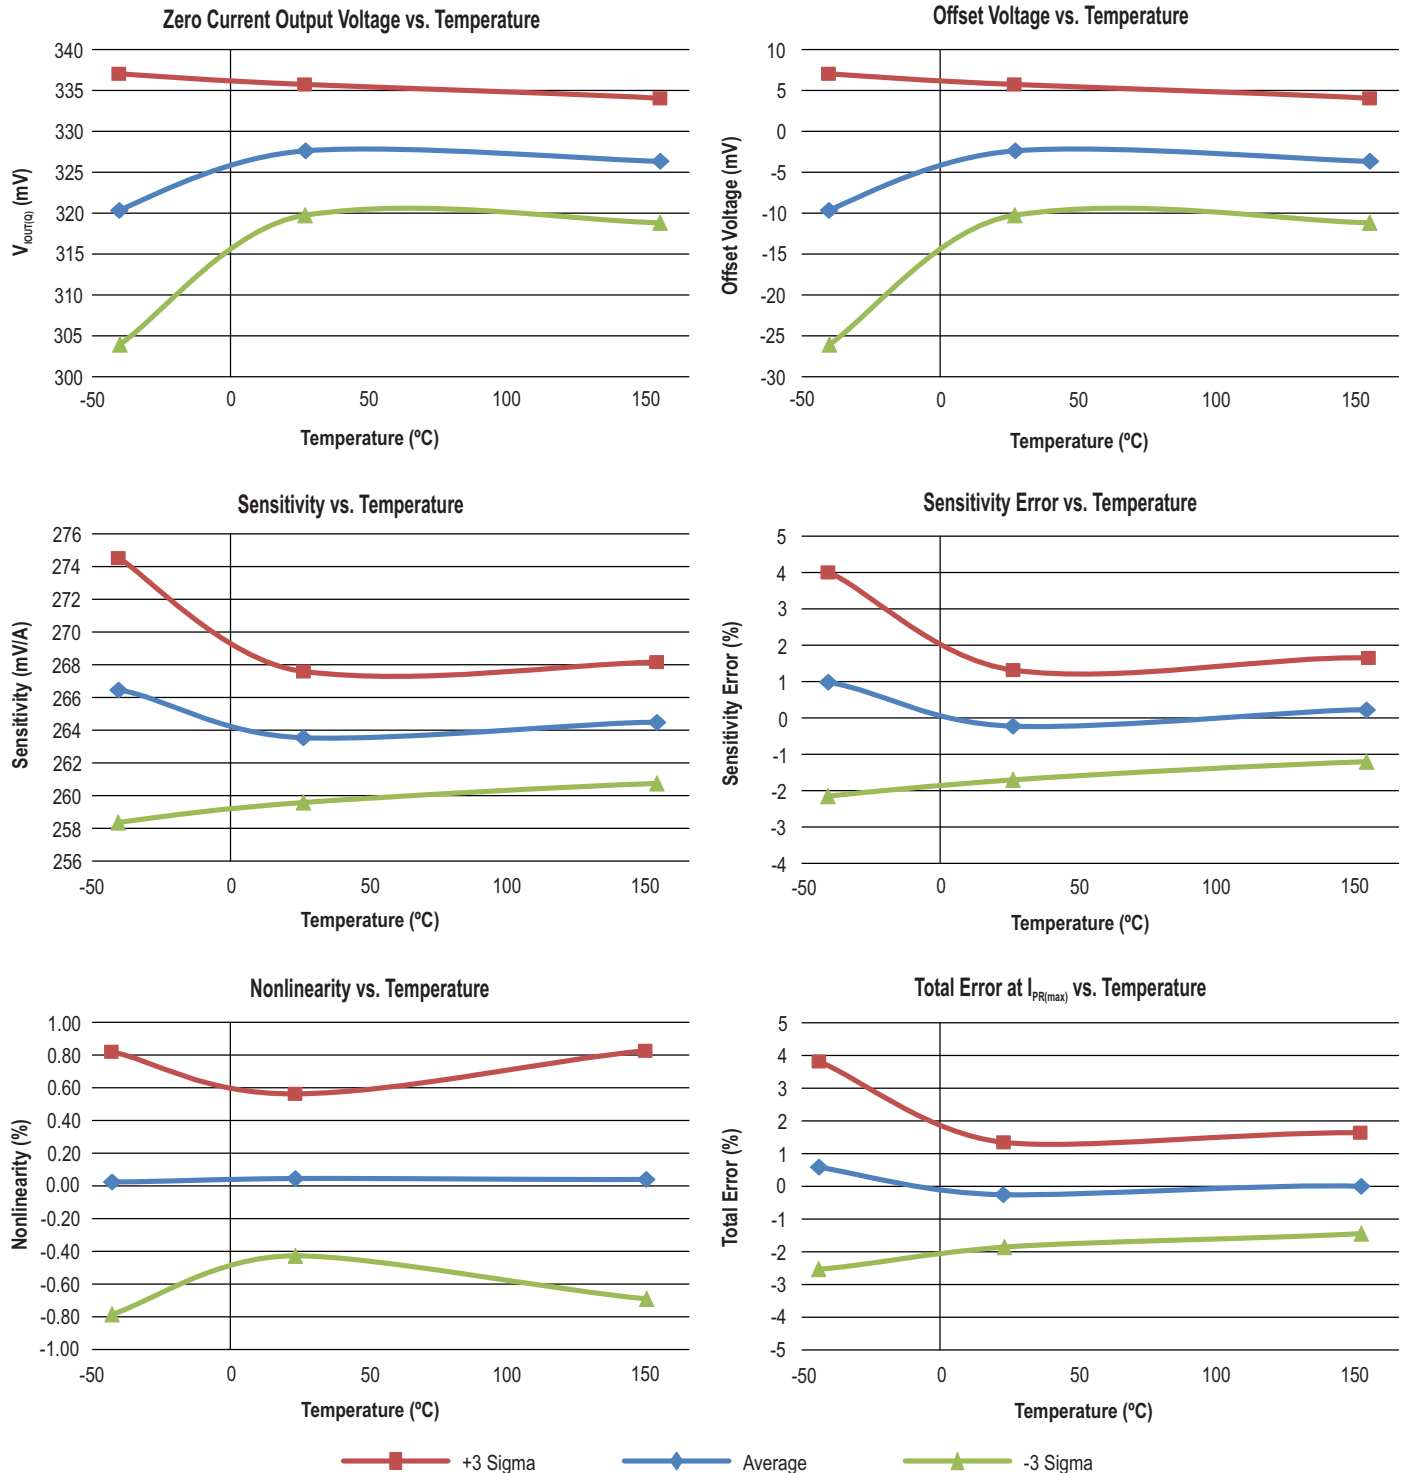 Zero Current Output Voltage vs. Temperature
340
335
330
325
320
315
310
305
300
V_IOUT(Q) (mV)
-50 0 50 100 150
Temperature (ºC)
Offset Voltage vs. Temperature
10
5
0
-5
-10
-15
-20
-25
-30
Offset Voltage (mV)
-50 0 50 100 150
Temperature (ºC)
Sensitivity vs. Temperature
276
274
272
270
268
266
264
262
260
258
256
Sensitivity (mV/A)
-50 0 50 100 150
Temperature (ºC)
Sensitivity Error vs. Temperature
5
4
3
2
1
0
-1
-2
-3
-4
Sensitivity Error (%)
-50 0 50 100 150
Temperature (ºC)
Nonlinearity vs. Temperature
1.00
0.80
0.60
0.40
0.20
0.00
-0.20
-0.40
-0.60
-0.80
-1.00
Nonlinearity (%)
-50 0 50 100 150
Temperature (ºC)
Total Error at I_PR(max) vs. Temperature
5
4
3
2
1
0
-1
-2
-3
-4
-5
Total Error (%)
-50 0 50 100 150
Temperature (ºC)
+3 Sigma Average -3 Sigma